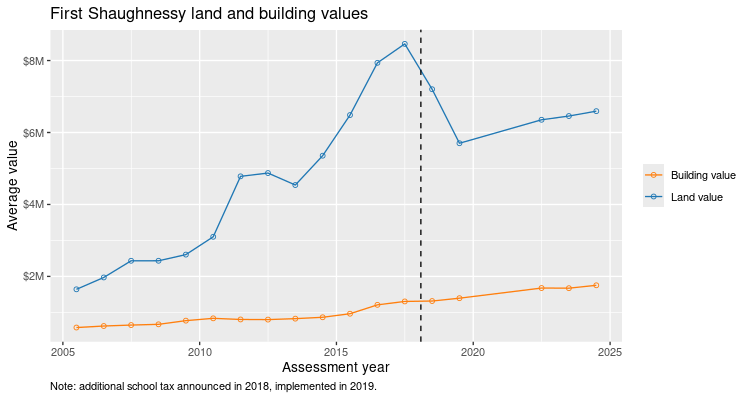 First Shaughnessy land and building values
$8M
$6M
$4M
$2M
Average value
2005
2010
2015
2020
2025
Assessment year
Building value
Land value
Note: additional school tax announced in 2018, implemented in 2019.